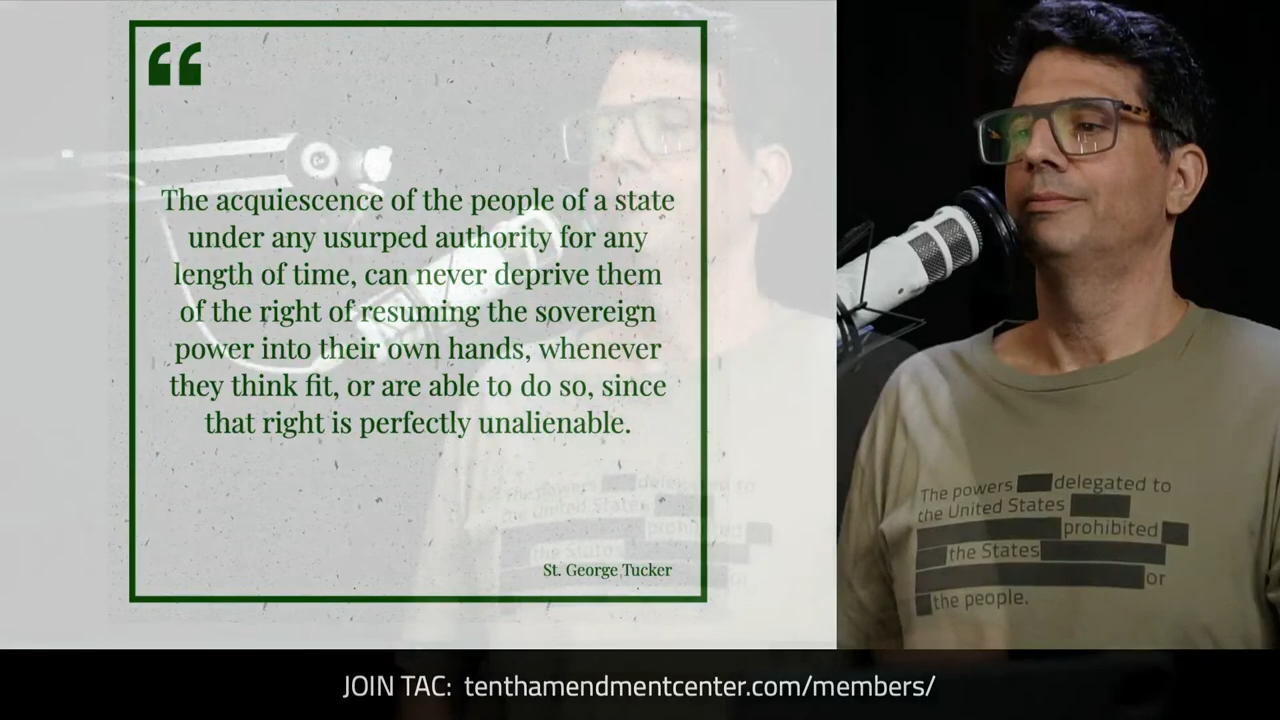 “
The acquiescence of the people of a state
under any usurped authority for any
length of time, can never deprive them
of the right of resuming the sovereign
power into their own hands, whenever
they think fit, or are able to do so, since
that right is perfectly unalienable.
St. George Tucker
The powers delegated to
the United States
prohibited
the States
or
the people.
JOIN TAC: tenthamendmentcenter.com/members/